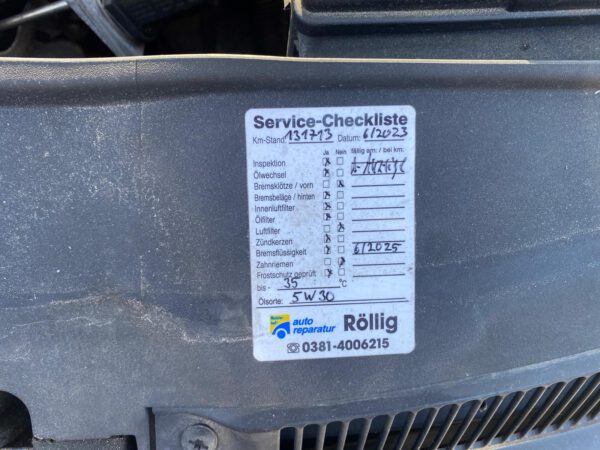 Service-Checkliste
Km-Stand: 131713 Datum: 6/2023
Ja Nein fällig am: / bei km:
Inspektion
Ölwechsel
Bremsklötze / vorn
Bremsbeläge / hinten
Innenluftfilter
Ölfilter
Luftfilter
Zündkerzen
Bremsflüssigkeit 6/2025
Zahnriemen
Frostschutz geprüft
bis - 35 °C
Ölsorte: 5W30
auto reparatur Röllig
0381-4006215